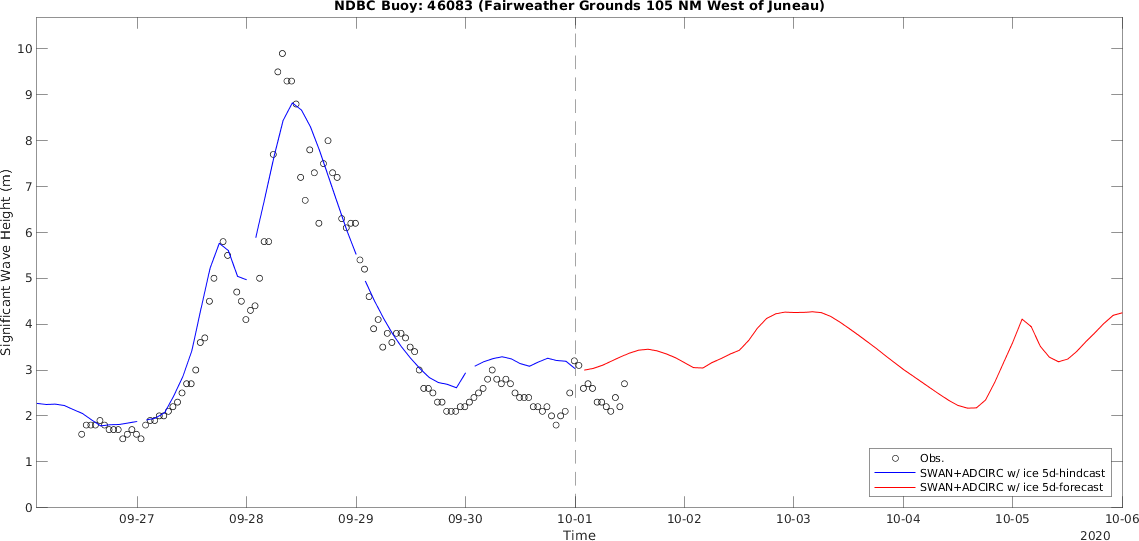 NDBC Buoy: 46083 (Fairweather Grounds 105 NM West of Juneau)
Significant Wave Height (m)
10
9
8
7
6
5
4
3
2
1
0
Obs.
SWAN+ADCIRC w/ ice 5d-hindcast
SWAN+ADCIRC w/ ice 5d-forecast
09-27 09-28 09-29 09-30 10-01 10-02 10-03 10-04 10-05 10-06
Time
2020